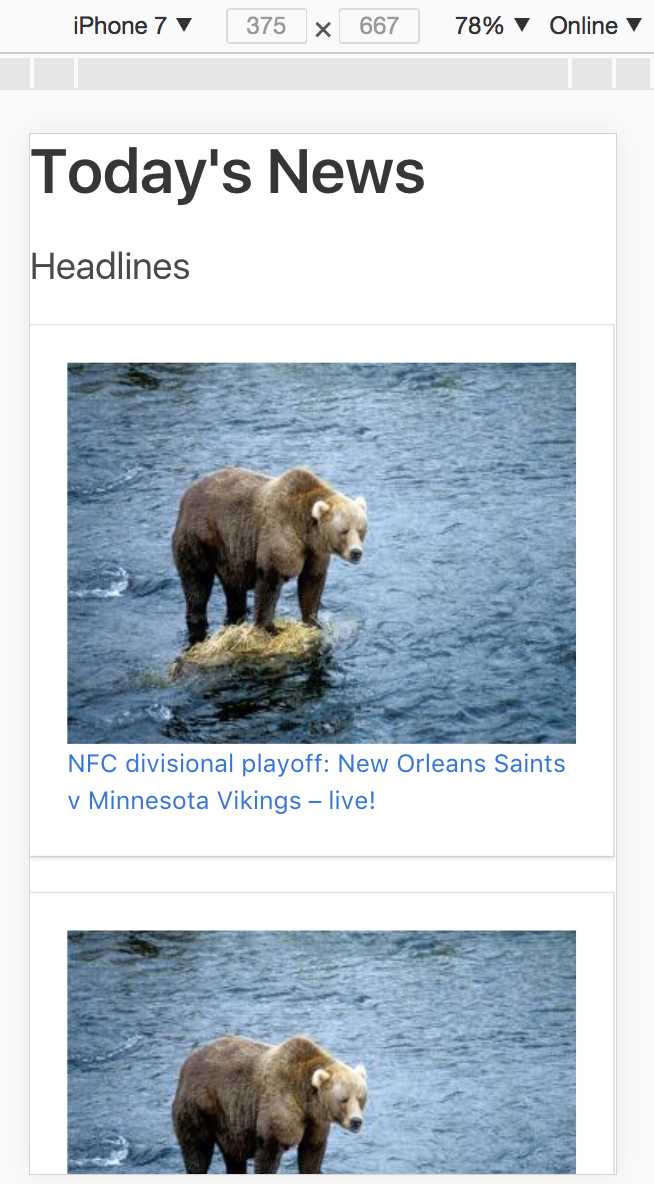 iPhone 7 ▼ 375 × 667 78% ▼ Online ▼
Today's News
Headlines
NFC divisional playoff: New Orleans Saints
v Minnesota Vikings – live!